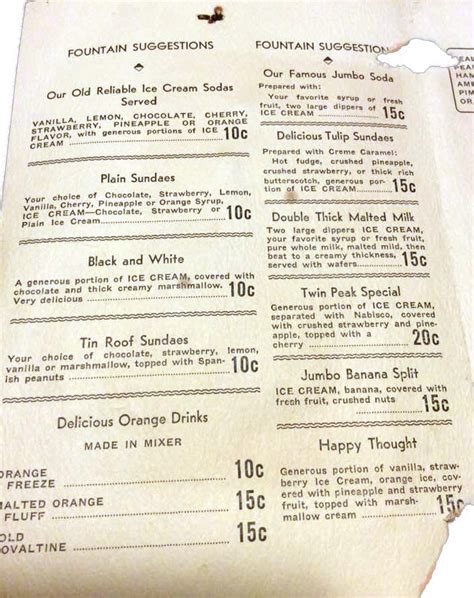 FOUNTAIN SUGGESTIONS
Our Old Reliable Ice Cream Sodas
Served
VANILLA, LEMON, CHOCOLATE, CHERRY,
STRAWBERRY, PINEAPPLE OR ORANGE
FLAVOR, with generous portions of ICE
CREAM 10c
Plain Sundaes
Your choice of Chocolate, Strawberry, Lemon,
Vanilla, Cherry, Pineapple or Orange Syrup,
ICE CREAM—Chocolate, Strawberry or
Plain Ice Cream 10c
Black and White
A generous portion of ICE CREAM, covered with
chocolate and thick creamy marshmallow.
Very delicious 10c
Tin Roof Sundaes
Your choice of chocolate, strawberry, lemon,
vanilla or marshmallow, topped with Span-
ish peanuts 10c
Delicious Orange Drinks
MADE IN MIXER
ORANGE
FREEZE 10c
MALTED ORANGE
FLUFF 15c
OLD
OVALTINE 15c
FOUNTAIN SUGGESTIONS
Our Famous Jumbo Soda
Prepared with:
Your favorite syrup or fresh
fruit, two large dippers of
ICE CREAM 15c
Delicious Tulip Sundaes
Prepared with Creme Caramel:
Hot fudge, crushed pineapple,
crushed strawberry, or thick rich
butterscotch, generous por-
tion of ICE CREAM 15c
Double Thick Malted Milk
Two large dippers ICE CREAM,
your favorite syrup or fresh fruit,
pure whole milk, malted milk, then
beat to a creamy thickness,
served with wafers 15c
Twin Peak Special
Generous portion of ICE CREAM,
separated with Nabisco, covered
with crushed strawberry and pine-
apple, topped with a
cherry 20c
Jumbo Banana Split
ICE CREAM, banana, covered with
fresh fruit, crushed nuts
15c
Happy Thought
Generous portion of vanilla, straw-
berry Ice Cream, orange ice, cov-
ered with pineapple and strawberry
fruit, topped with marsh-
mallow cream 15c
PEA
HAM
AME
PIM
OR